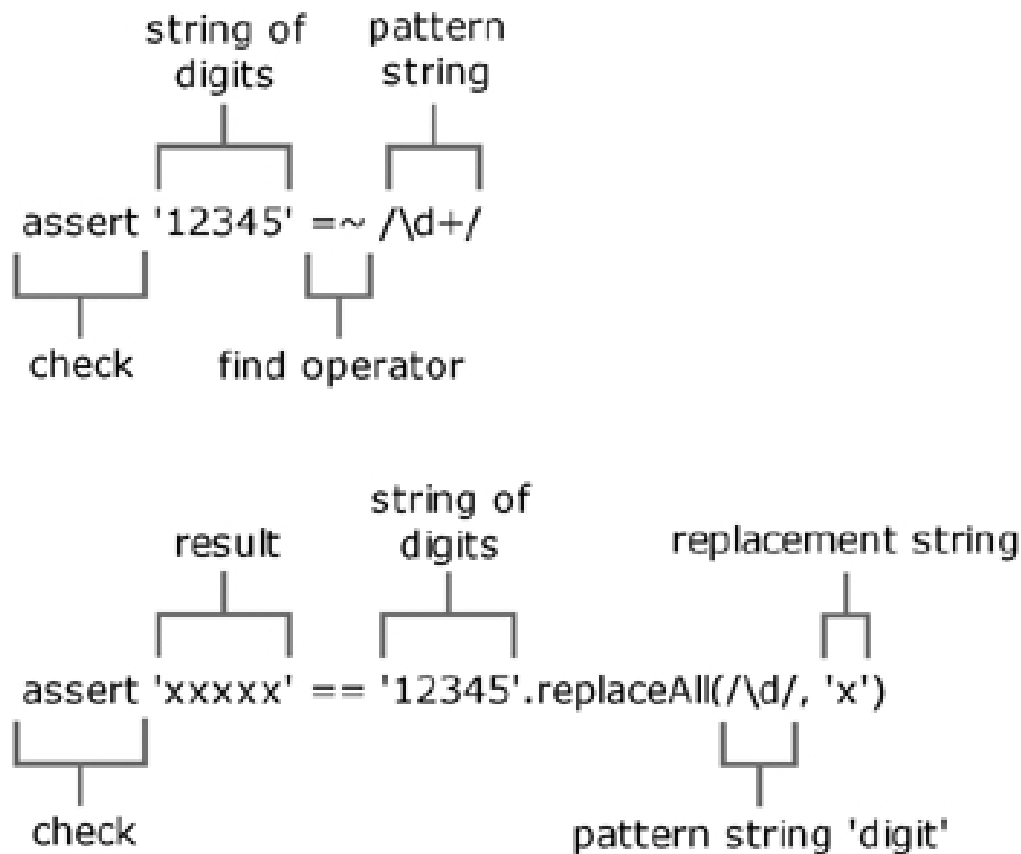 string of digits
pattern string
assert '12345' =~ /\d+/
check
find operator
result
string of digits
replacement string
assert 'xxxxx' == '12345'.replaceAll(/\d/, 'x')
check
pattern string 'digit'